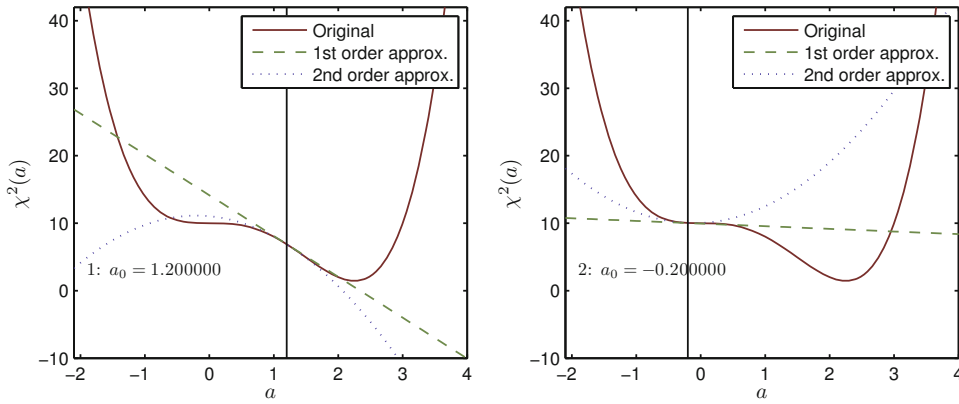 40
30
20
10
0
−10
χ²(a)
−2 −1 0 1 2 3 4
a
Original
1st order approx.
2nd order approx.
1: a₀ = 1.200000
40
30
20
10
0
−10
χ²(a)
−2 −1 0 1 2 3 4
a
Original
1st order approx.
2nd order approx.
2: a₀ = −0.200000